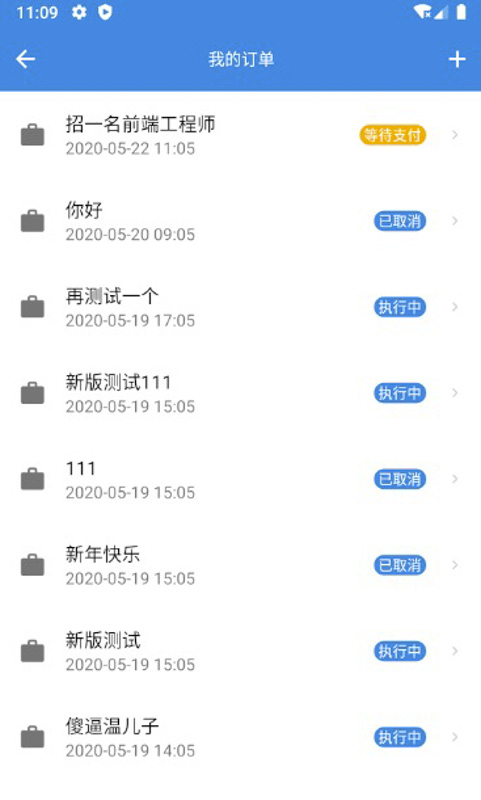 11:09
我的订单
招一名前端工程师
等待支付
2020-05-22 11:05
你好
已取消
2020-05-20 09:05
再测试一个
执行中
2020-05-19 17:05
新版测试111
执行中
2020-05-19 15:05
111
已取消
2020-05-19 15:05
新年快乐
已取消
2020-05-19 15:05
新版测试
执行中
2020-05-19 15:05
傻逼温儿子
执行中
2020-05-19 14:05